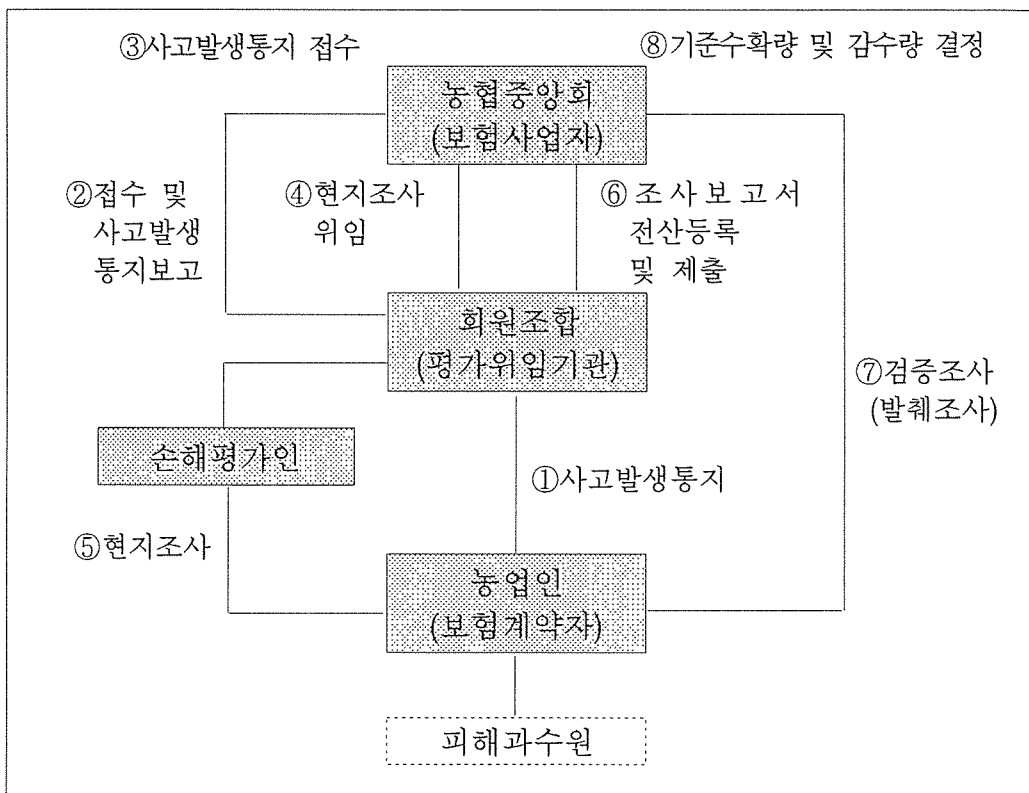 ③사고발생통지 접수
⑧기준수확량 및 감수량 결정
농협중앙회
(보험사업자)
②접수 및
사고발생
통지보고
④현지조사
위임
⑥조사보고서
전산등록
및 제출
회원조합
(평가위임기관)
⑦검증조사
(발췌조사)
손해평가인
①사고발생통지
⑤현지조사
농업인
(보험계약자)
피해과수원